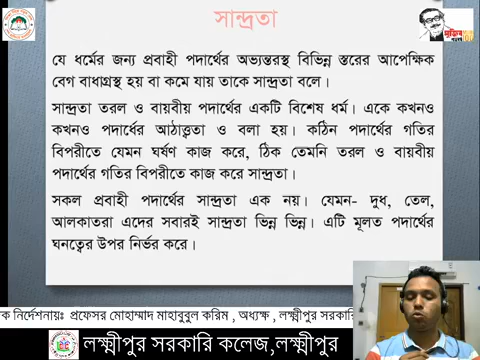 সান্দ্রতা
যে ধর্মের জন্য প্রবাহী পদার্থের অভ্যন্তরস্থ বিভিন্ন স্তরের আপেক্ষিক
বেগ বাধাগ্রস্থ হয় বা কমে যায় তাকে সান্দ্রতা বলে।
সান্দ্রতা তরল ও বায়বীয় পদার্থের একটি বিশেষ ধর্ম। একে কখনও
কখনও পদার্ধের আঠাত্বতা ও বলা হয়। কঠিন পদার্থের গতির
বিপরীতে যেমন ঘর্ষণ কাজ করে, ঠিক তেমনি তরল ও বায়বীয়
পদার্থের গতির বিপরীতে কাজ করে সান্দ্রতা।
সকল প্রবাহী পদার্থের সান্দ্রতা এক নয়। যেমন- দুধ, তেল,
আলকাতরা এদের সবারই সান্দ্রতা ভিন্ন ভিন্ন। এটি মূলত পদার্থের
ঘনত্বের উপর নির্ভর করে।
ক নির্দেশনায়ঃ প্রফেসর মোহাম্মাদ মাহাবুবুল করিম , অধ্যক্ষ , লক্ষ্মীপুর সরকারি
লক্ষ্মীপুর সরকারি কলেজ,লক্ষ্মীপুর